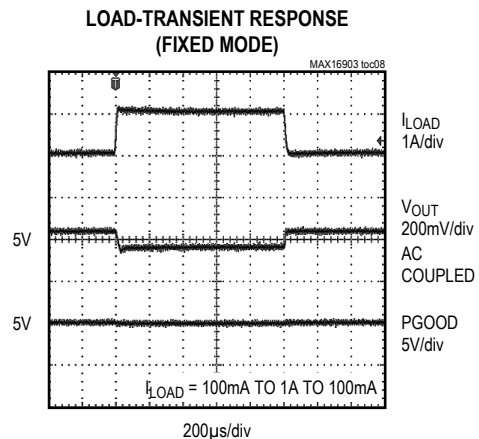 LOAD-TRANSIENT RESPONSE
(FIXED MODE)
MAX16903 toc08
ILOAD
1A/div
VOUT
200mV/div
5V
AC
COUPLED
5V
PGOOD
5V/div
ILOAD = 100mA TO 1A TO 100mA
200µs/div